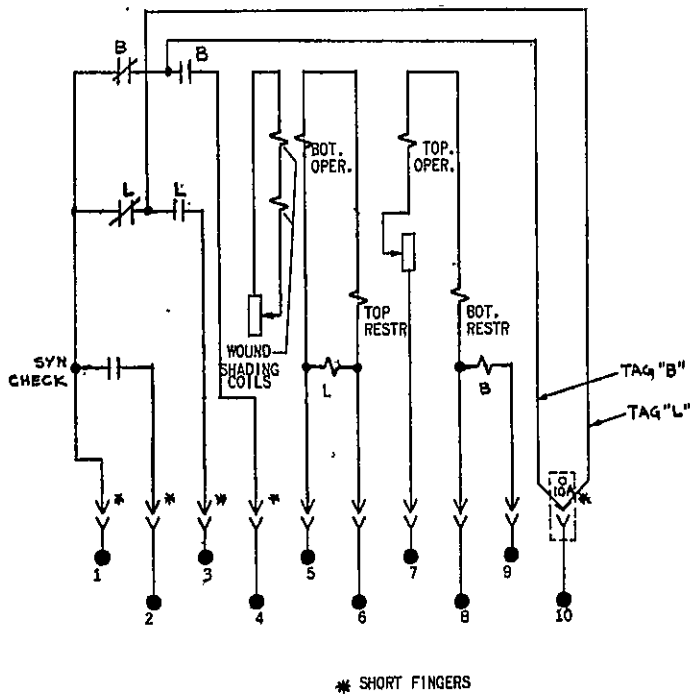 B
B
BOT.
OPER.
TOP.
OPER.
L
L
TOP
RESTR
BOT.
RESTR
WOUND
SHADING
COILS
SYN
CHECK
L
B
TAG "B"
TAG "L"
* * * * 10A *
1
3
5
7
9
2
4
6
8
10
* SHORT FINGERS